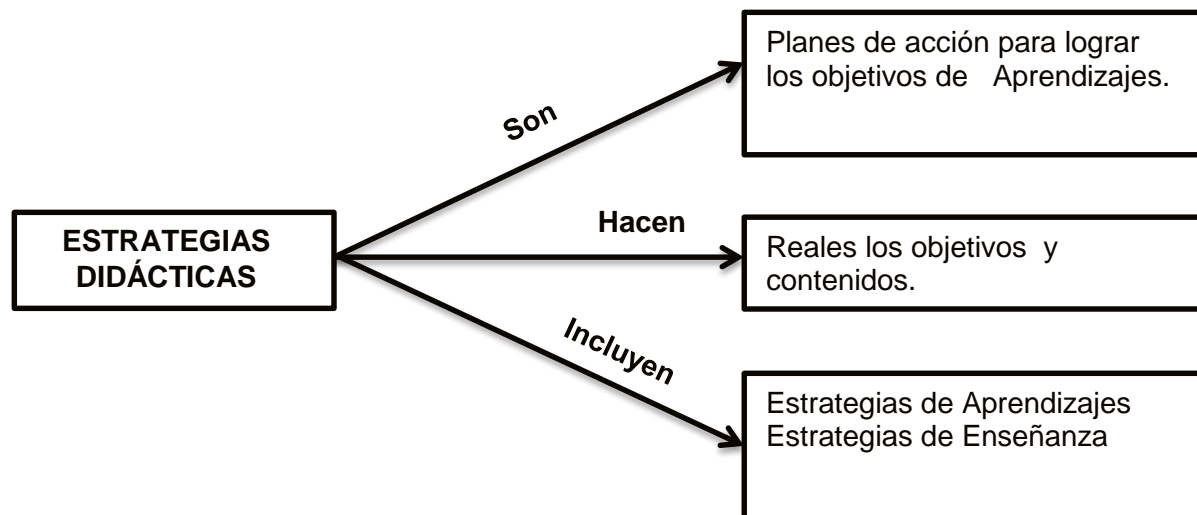 Planes de acción para lograr
los objetivos de Aprendizajes.
Son
ESTRATEGIAS
DIDÁCTICAS
Hacen
Reales los objetivos y
contenidos.
Incluyen
Estrategias de Aprendizajes
Estrategias de Enseñanza